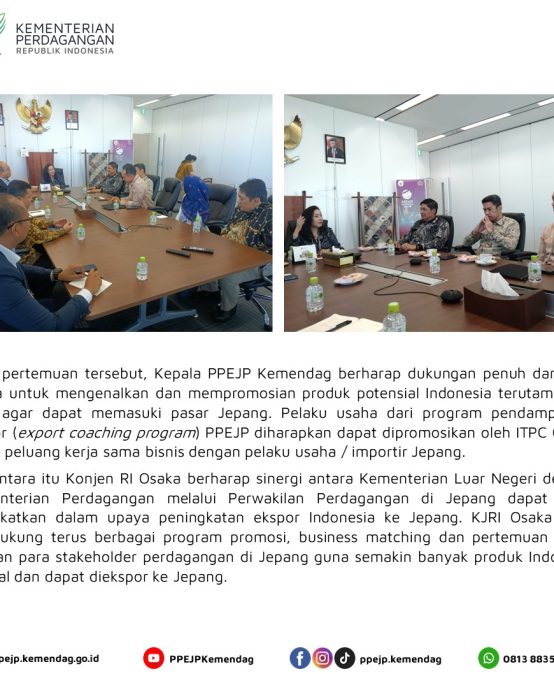 KEMENTERIAN
PERDAGANGAN
REPUBLIK INDONESIA
pertemuan tersebut, Kepala PPEJP Kemendag berharap dukungan penuh dar
untuk mengenalkan dan mempromosian produk potensial Indonesia terutam
agar dapat memasuki pasar Jepang. Pelaku usaha dari program pendamp
or (export coaching program) PPEJP diharapkan dapat dipromosikan oleh ITPC
peluang kerja sama bisnis dengan pelaku usaha / importir Jepang.
ntara itu Konjen RI Osaka berharap sinergi antara Kementerian Luar Negeri de
enterian Perdagangan melalui Perwakilan Perdagangan di Jepang dapat
katkan dalam upaya peningkatan ekspor Indonesia ke Jepang. KJRI Osaka
ukung terus berbagai program promosi, business matching dan pertemuan
an para stakeholder perdagangan di Jepang guna semakin banyak produk Indo
al dan dapat diekspor ke Jepang.
pejp.kemendag.go.id PPEJPKemendag ppejp.kemendag 0813 8835